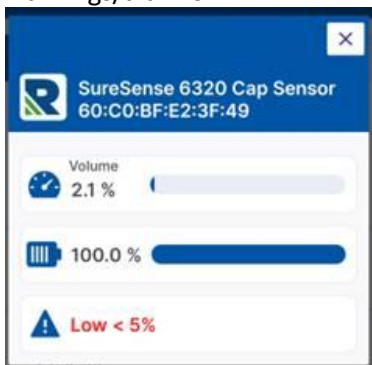 SureSense 6320 Cap Sensor
60:C0:BF:E2:3F:49
Volume
2.1 %
100.0 %
Low < 5%